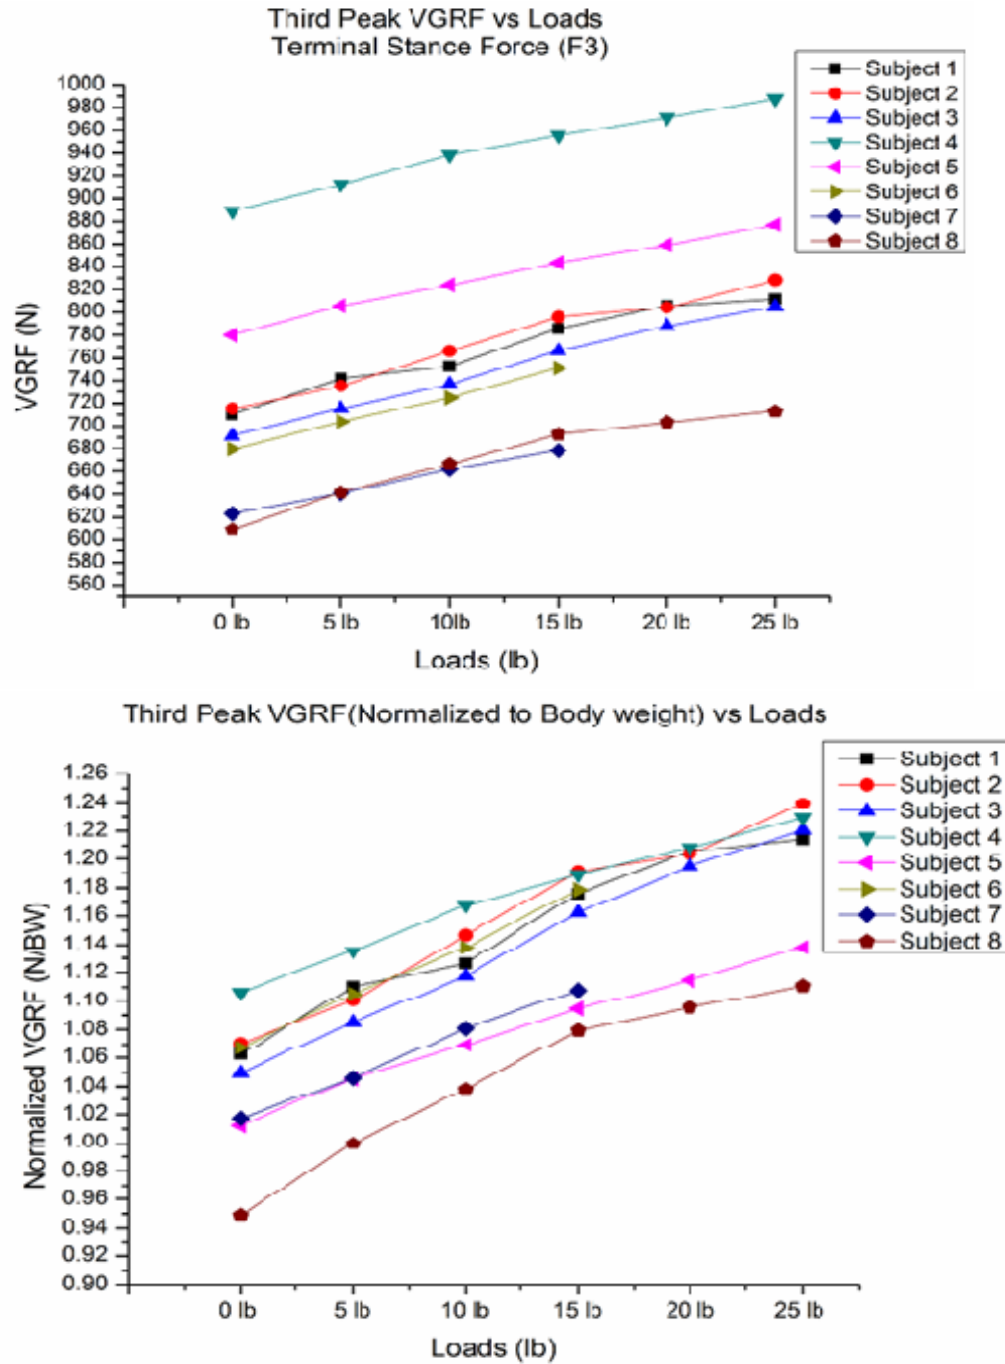 Third Peak VGRF vs Loads
Terminal Stance Force (F3)
Subject 1
Subject 2
Subject 3
Subject 4
Subject 5
Subject 6
Subject 7
Subject 8
1000
980
960
940
920
900
880
860
840
820
800
780
760
740
720
700
680
660
640
620
600
580
560
VGRF (N)
0 lb 5 lb 10lb 15 lb 20 lb 25 lb
Loads (lb)
Third Peak VGRF(Normalized to Body weight) vs Loads
Subject 1
Subject 2
Subject 3
Subject 4
Subject 5
Subject 6
Subject 7
Subject 8
1.26
1.24
1.22
1.20
1.18
1.16
1.14
1.12
1.10
1.08
1.06
1.04
1.02
1.00
0.98
0.96
0.94
0.92
0.90
Normalized VGRF (N/BW)
0 lb 5 lb 10 lb 15 lb 20 lb 25 lb
Loads (lb)